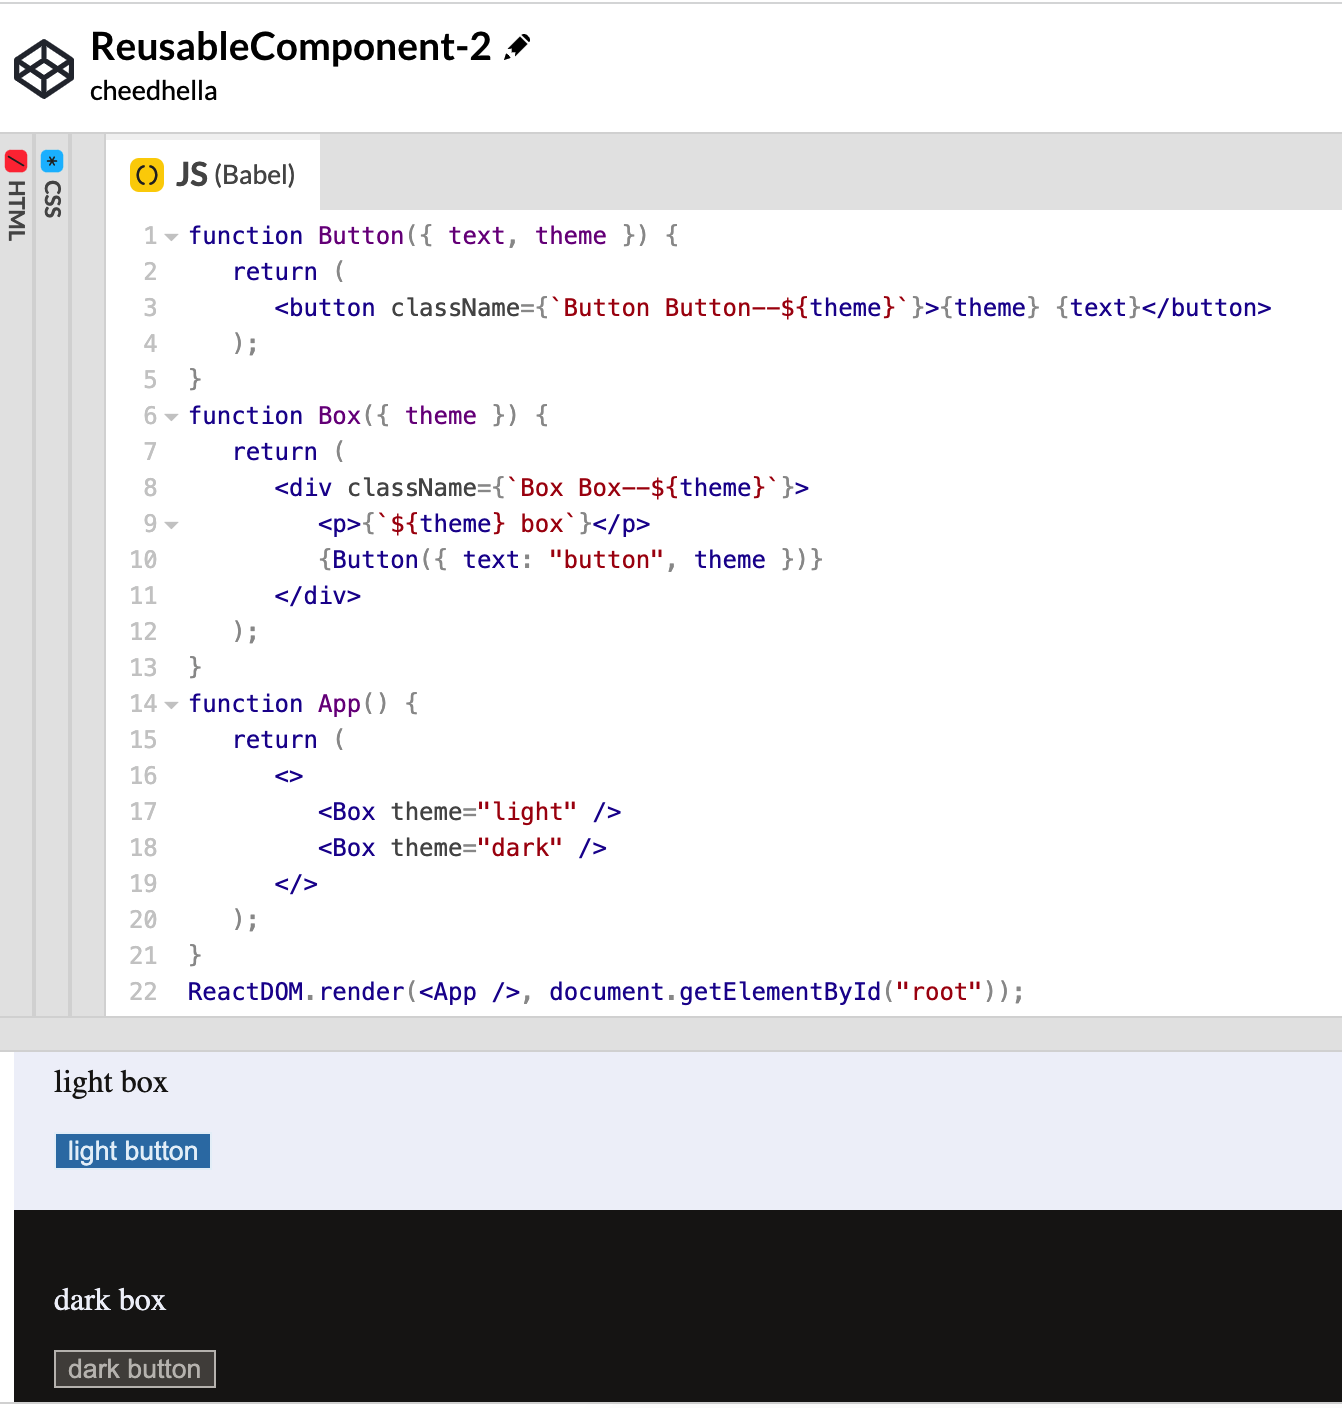 ReusableComponent-2
cheedhella
HTML
* CSS
() JS (Babel)
1 function Button({ text, theme }) {
2    return (
3       <button className={`Button Button--${theme}`}>{theme} {text}</button>
4    );
5 }
6 function Box({ theme }) {
7    return (
8       <div className={`Box Box--${theme}`}>
9          <p>{`${theme} box`}</p>
10          {Button({ text: "button", theme })}
11       </div>
12    );
13 }
14 function App() {
15    return (
16       <>
17          <Box theme="light" />
18          <Box theme="dark" />
19       </>
20    );
21 }
22 ReactDOM.render(<App />, document.getElementById("root"));
light box
light button
dark box
dark button